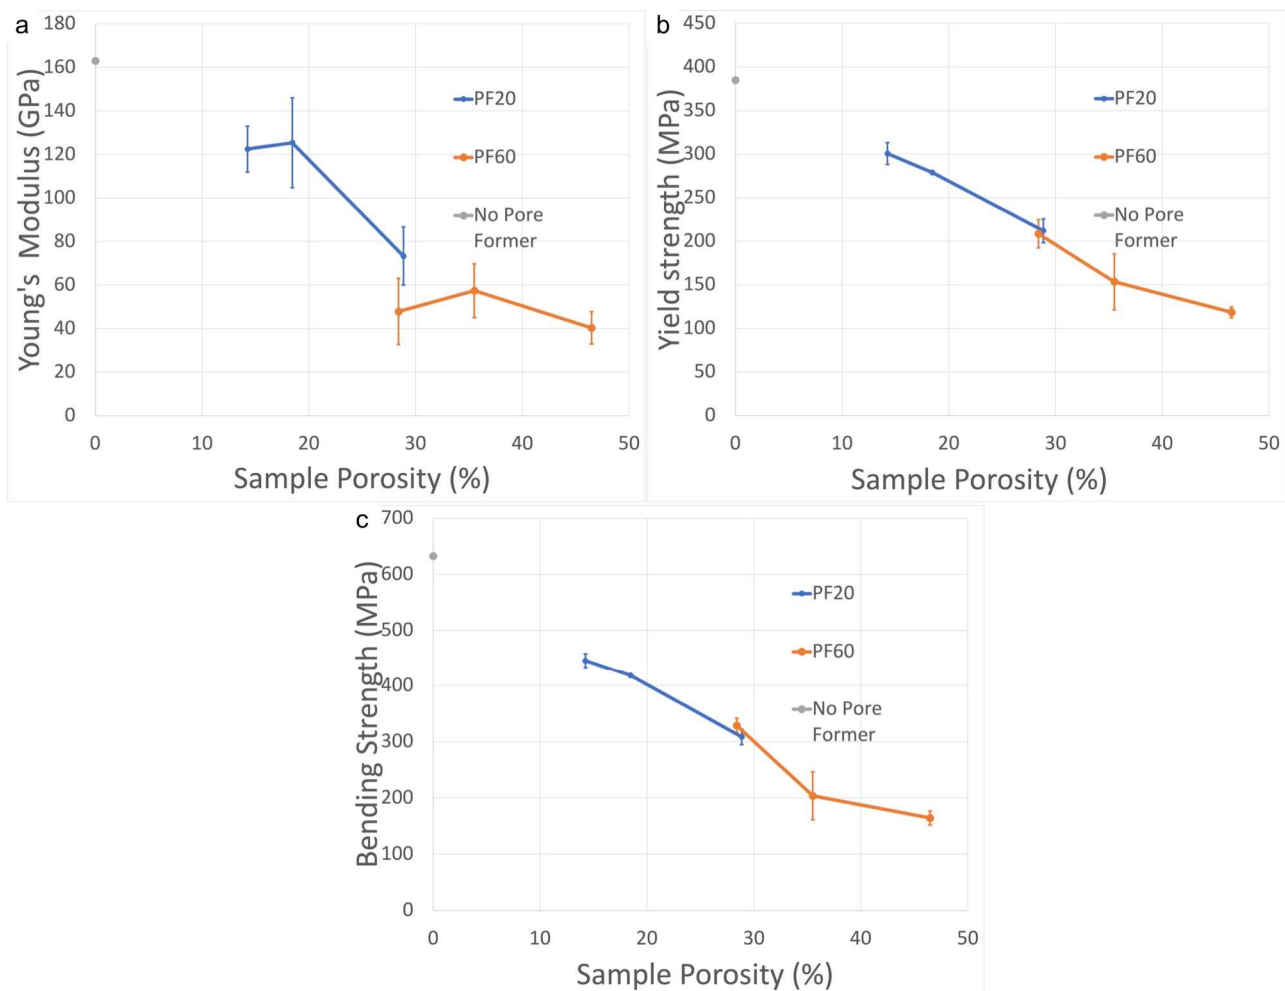 a
180
160
140
120
100
80
60
40
20
0
Young's Modulus (GPa)
PF20
PF60
No Pore
Former
0 10 20 30 40 50
Sample Porosity (%)
b
450
400
350
300
250
200
150
100
50
0
Yield strength (MPa)
PF20
PF60
No Pore
Former
0 10 20 30 40 50
Sample Porosity (%)
c
700
600
500
400
300
200
100
0
Bending Strength (MPa)
PF20
PF60
No Pore
Former
0 10 20 30 40 50
Sample Porosity (%)